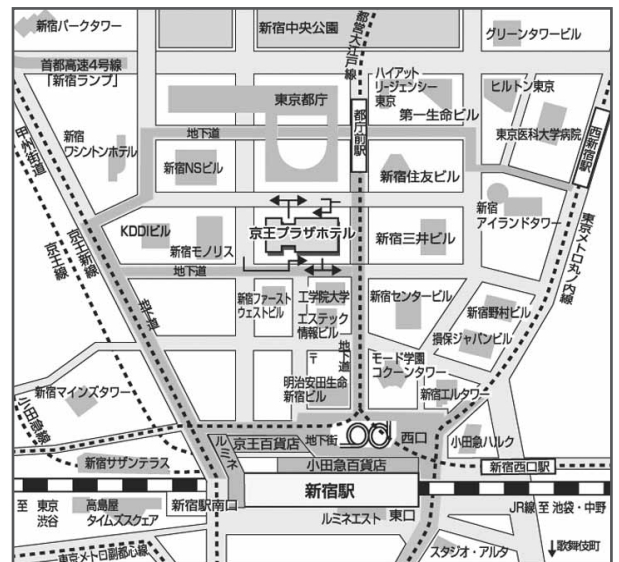 新宿パークタワー
新宿中央公園
都営大江戸線
グリーンタワービル
首都高速4号線
「新宿ランプ」
ハイアット
リージェンシー
東京
ヒルトン東京
東京都庁
都庁前駅
第一生命ビル
東京医科大学病院
西新宿駅
甲州街道
新宿
ワシントンホテル
地下道
新宿NSビル
新宿住友ビル
新宿
アイランドタワー
KDDIビル
新宿モノリス
京王プラザホテル
新宿三井ビル
東京メトロ丸ノ内線
京王新線
京王線
地下道
地下道
新宿ファースト
ウェストビル
工学院大学
エステック
情報ビル
新宿センタービル
新宿野村ビル
損保ジャパンビル
地下道
〒
明治安田生命
新宿ビル
モード学園
コクーンタワー
新宿エルタワー
新宿マインズタワー
小田急線
ルミネ
京王百貨店
地下街
西口
小田急ハルク
新宿サザンテラス
小田急百貨店
新宿西口駅
新宿駅
至 東京
渋谷
高島屋
タイムズスクェア
新宿駅南口
ルミネエスト
東口
JR線 至 池袋・中野
東京メトロ副都心線
スタジオ・アルタ
↓歌舞伎町